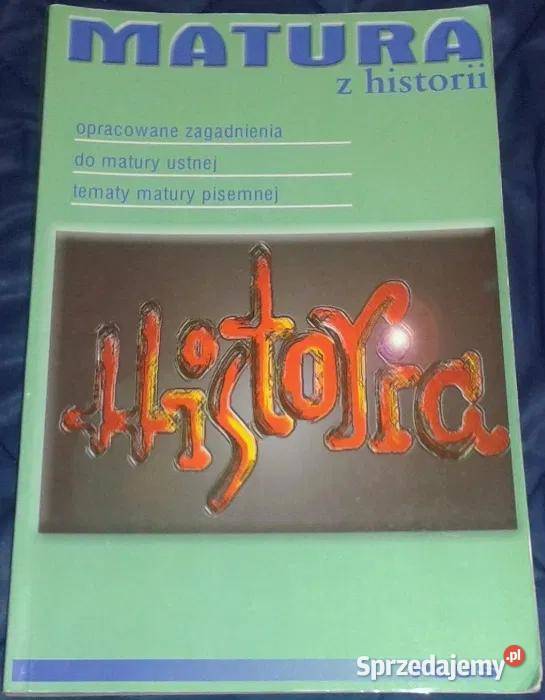 MATURA
z historii
opracowane zagadnienia
do matury ustnej
tematy matury pisemnej
Historia
Sprzedajemy.pl